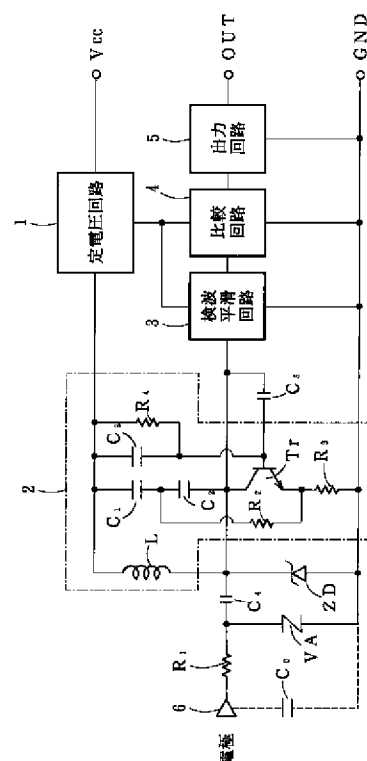 Vcc
OUT
GND
1
定電圧回路
5
出力
回路
4
比較
回路
3
検波
平滑
回路
2
R₄
C₃
C₁
C₂
C₅
Tr
R₂
R₃
L
ZD
C₄
VA
R₁
C₀
6
電極